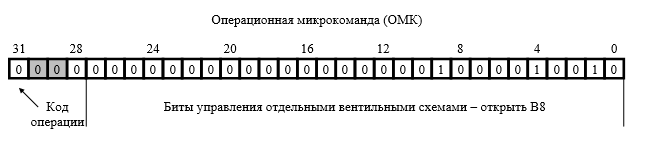 Операционная микрокоманда (ОМК)
31 28 24 20 16 12 8 4 0
0 0 0 0 0 0 0 0 0 0 0 0 0 0 0 0 0 0 0 0 0 0 1 0 0 0 0 1 0 0 1 0
Код Биты управления отдельными вентильными схемами – открыть В8
операции